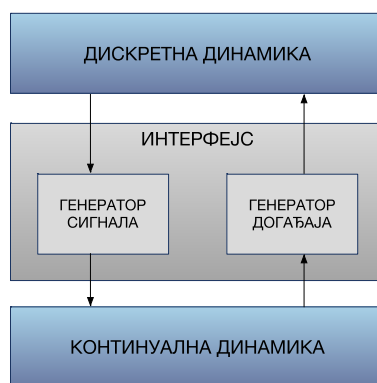 ДИСКРЕТНА ДИНАМИКА
ИНТЕРФЕЈС
ГЕНЕРАТОР
СИГНАЛА
ГЕНЕРАТОР
ДОГАЂАЈА
КОНТИНУАЛНА ДИНАМИКА